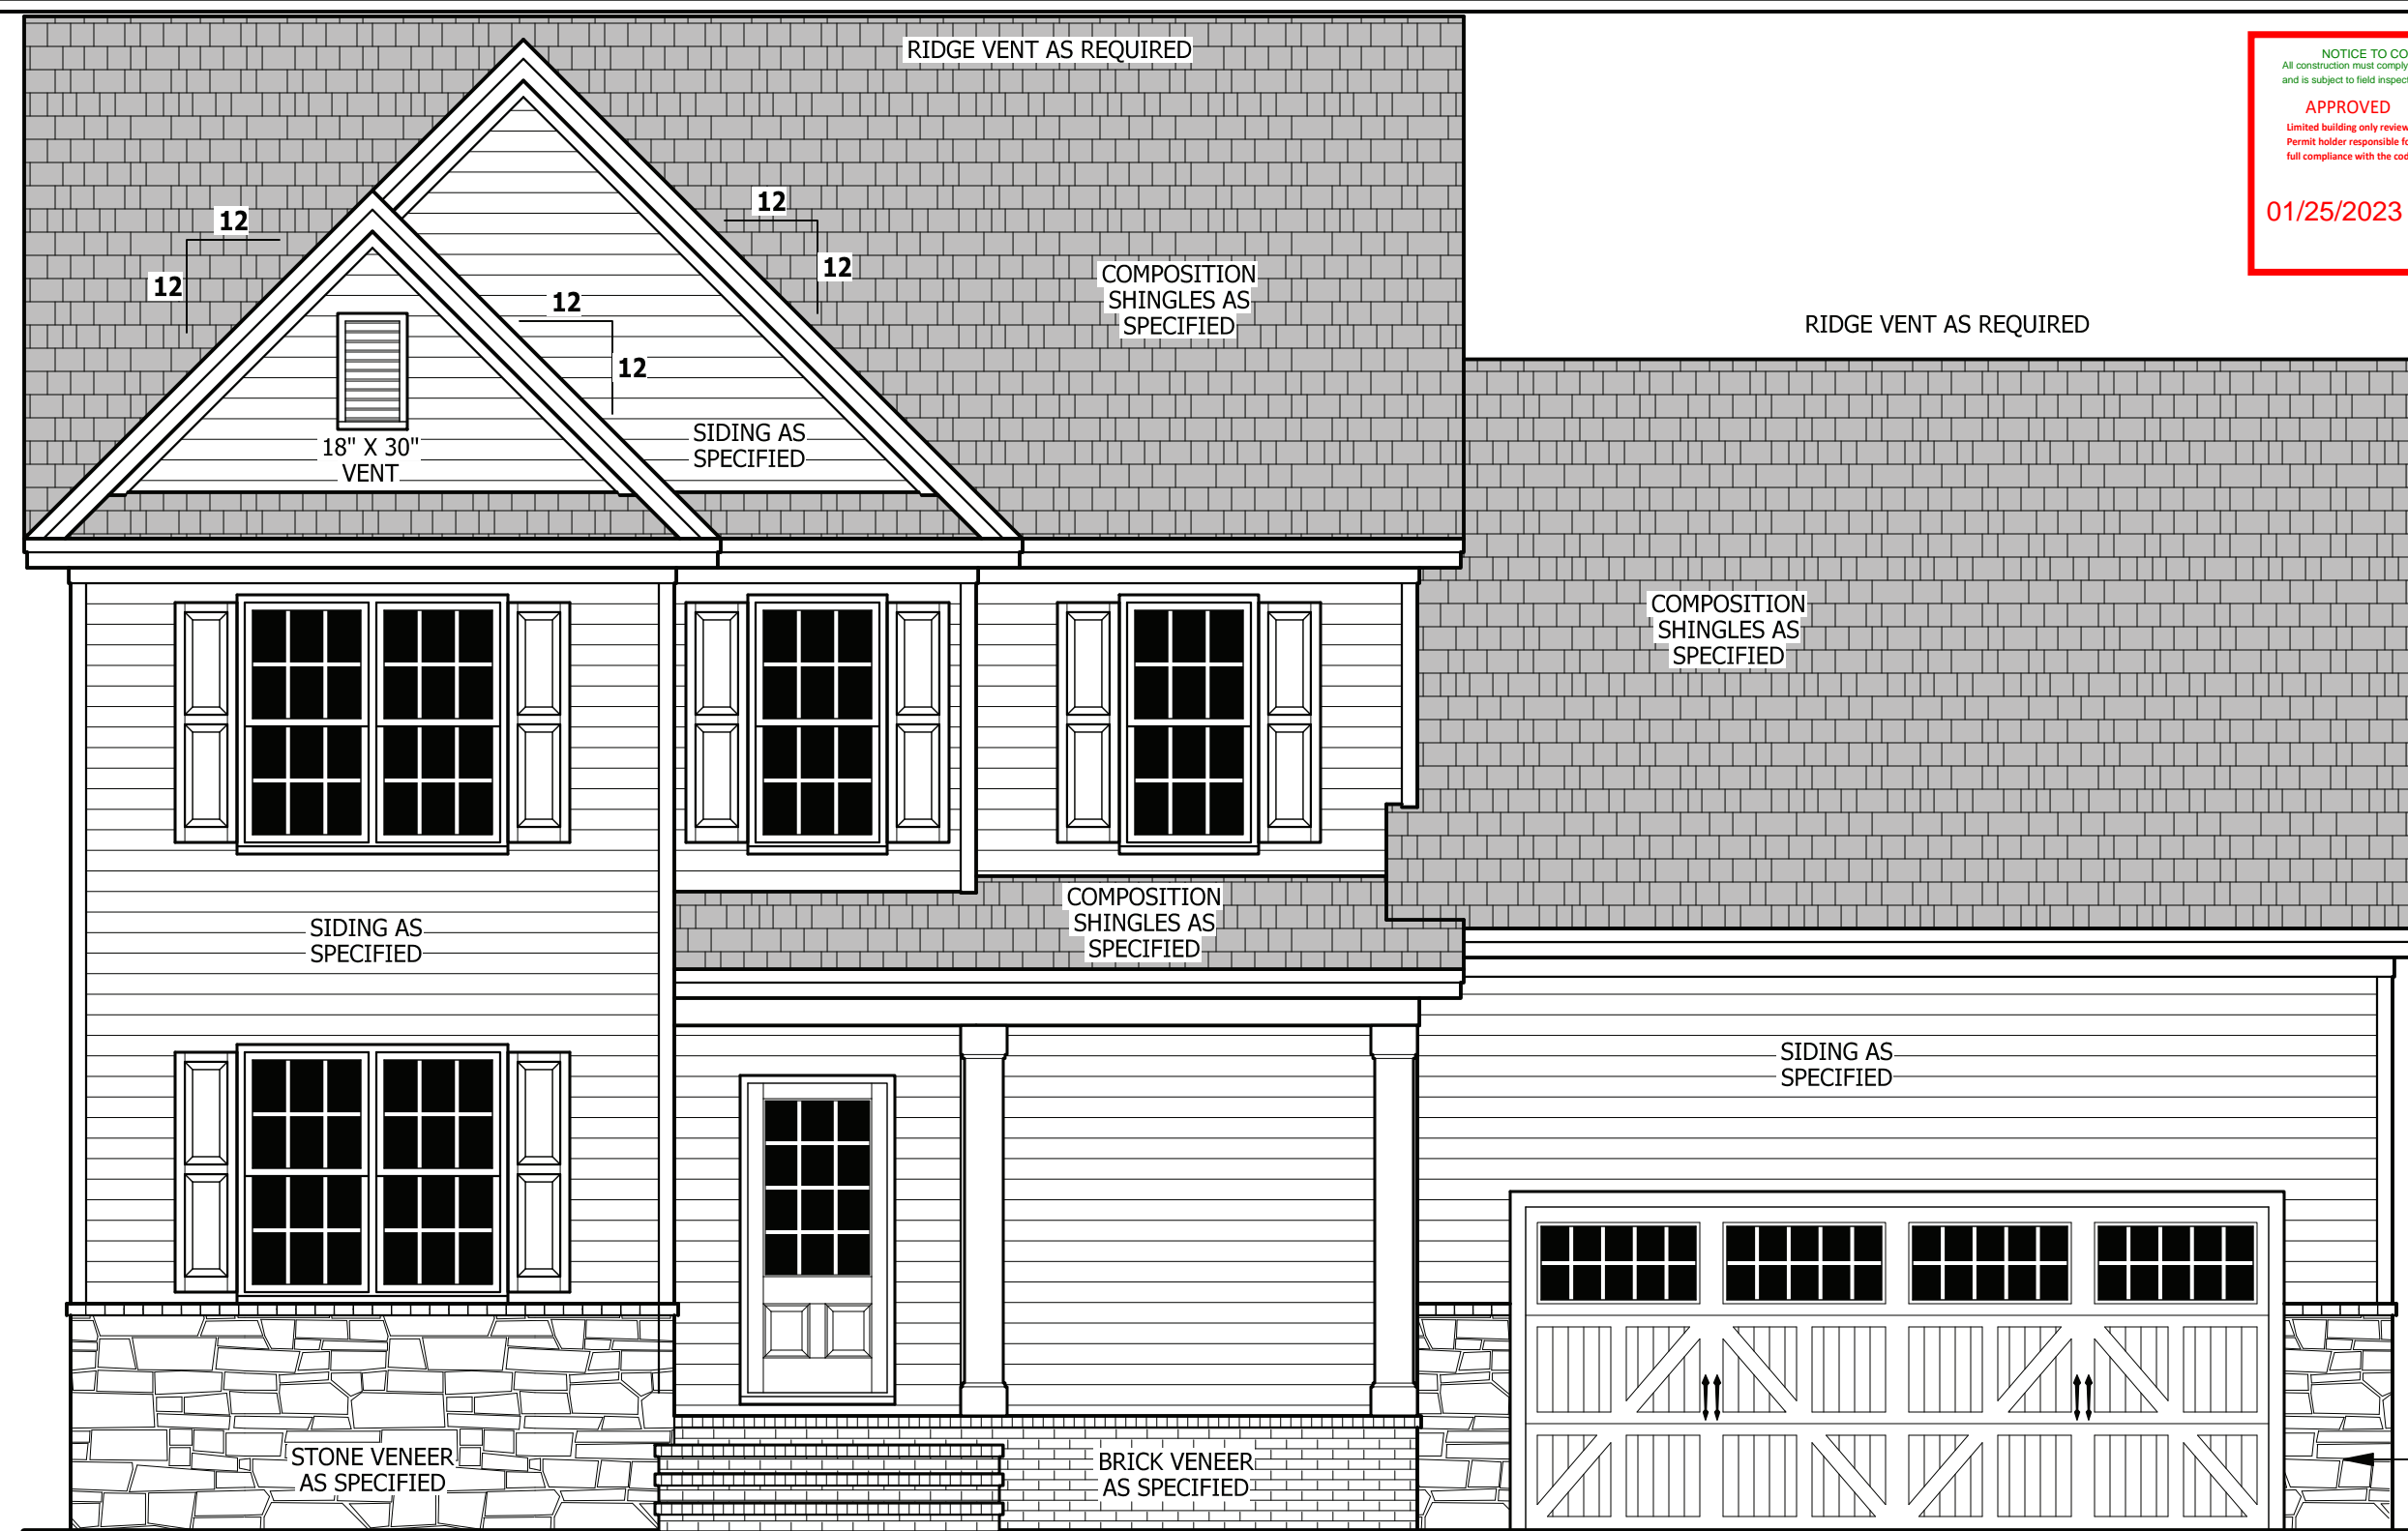 RIDGE VENT AS REQUIRED
NOTICE TO
All construction must comply
and is subject to field
APPROVED
Limited building only review
Permit holder responsible
full compliance with the
01/25/2023
12
12
12
12
12
12
COMPOSITION
SHINGLES AS
SPECIFIED
RIDGE VENT AS REQUIRED
18" X 30"
VENT
SIDING AS
SPECIFIED
COMPOSITION
SHINGLES AS
SPECIFIED
COMPOSITION
SHINGLES AS
SPECIFIED
SIDING AS
SPECIFIED
SIDING AS
SPECIFIED
STONE VENEER
AS SPECIFIED
BRICK VENEER
AS SPECIFIED